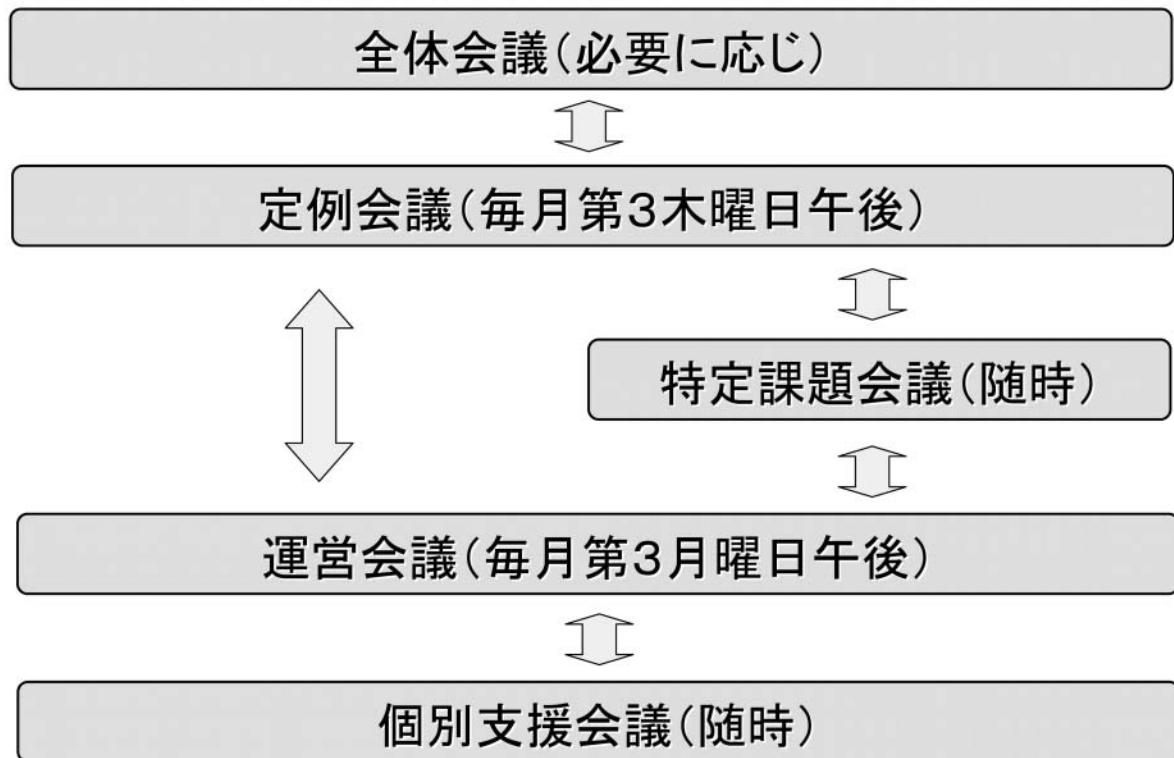 全体会議（必要に応じ）
定例会議（毎月第３木曜日午後）
特定課題会議（随時）
運営会議（毎月第３月曜日午後）
個別支援会議（随時）